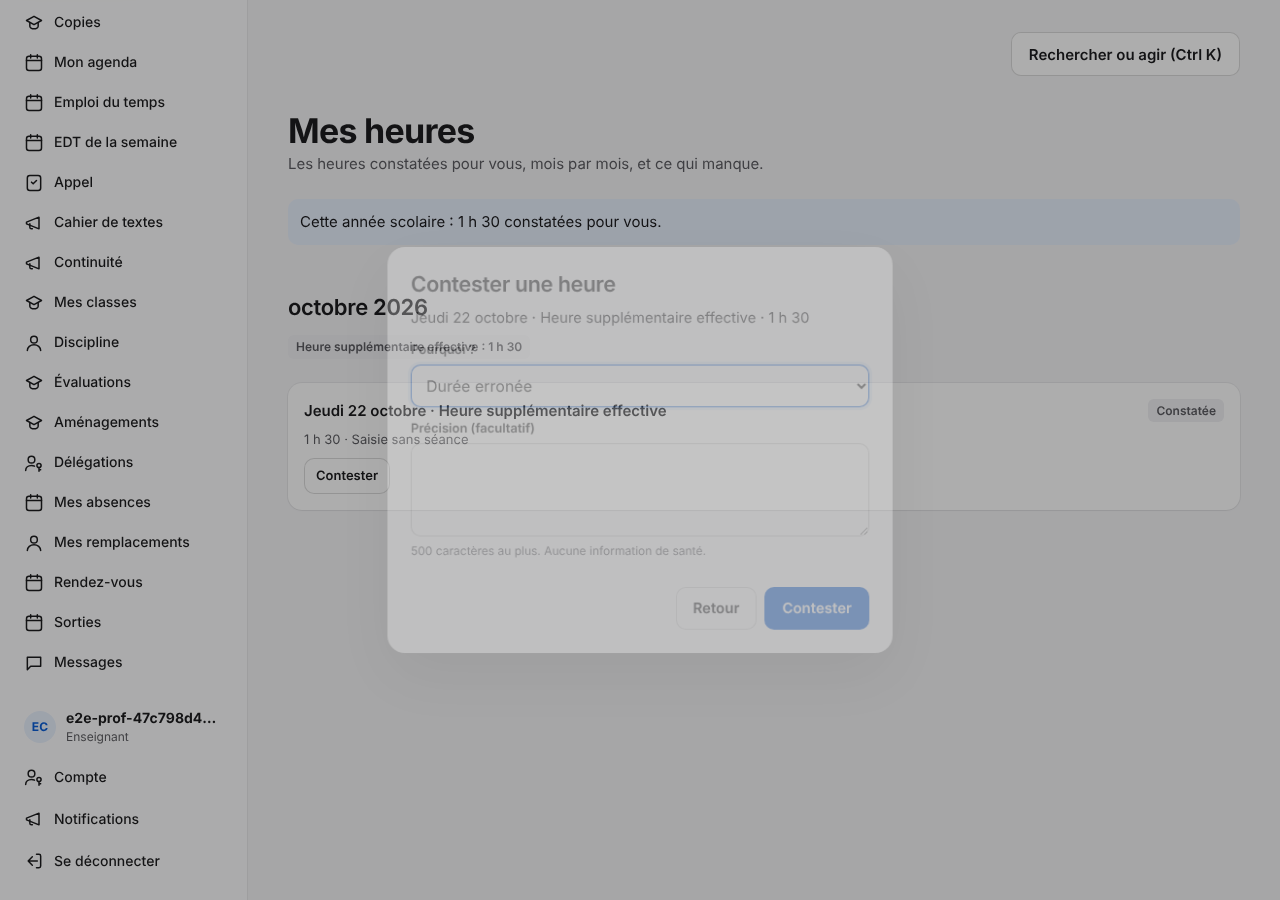 Copies
Mon agenda
Emploi du temps
EDT de la semaine
Appel
Cahier de textes
Continuité
Mes classes
Discipline
Évaluations
Aménagements
Délégations
Mes absences
Mes remplacements
Rendez-vous
Sorties
Messages
EC
e2e-prof-47c798d4...
Enseignant
Compte
Notifications
Se déconnecter
Rechercher ou agir (Ctrl K)
Mes heures
Les heures constatées pour vous, mois par mois, et ce qui manque.
Cette année scolaire : 1 h 30 constatées pour vous.
octobre 2026
Heure supplémentaire effective : 1 h 30
Jeudi 22 octobre · Heure supplémentaire effective
Constatée
1 h 30 · Saisie sans séance
Contester
Contester une heure
Jeudi 22 octobre · Heure supplémentaire effective · 1 h 30
Pourquoi ?
Durée erronée
Précision (facultatif)
500 caractères au plus. Aucune information de santé.
Retour
Contester